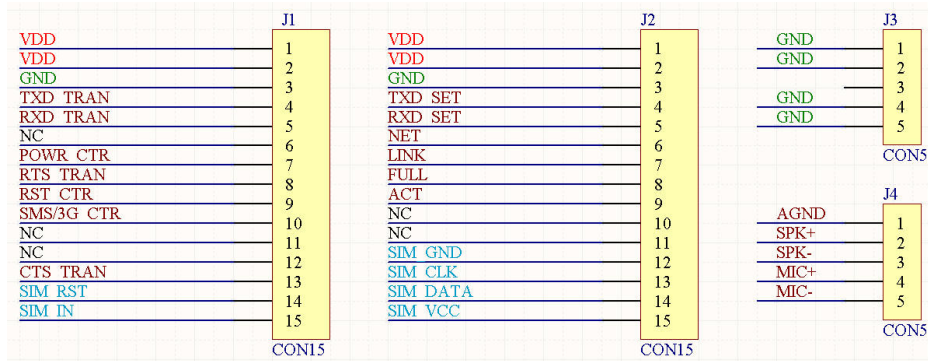 J1
VDD 1
VDD 2
GND 3
TXD TRAN 4
RXD TRAN 5
NC 6
POWR CTR 7
RTS TRAN 8
RST CTR 9
SMS/3G CTR 10
NC 11
NC 12
CTS TRAN 13
SIM RST 14
SIM IN 15
CON15
J2
VDD 1
VDD 2
GND 3
TXD SET 4
RXD SET 5
NET 6
LINK 7
FULL 8
ACT 9
NC 10
NC 11
SIM GND 12
SIM CLK 13
SIM DATA 14
SIM VCC 15
CON15
J3
GND 1
GND 2
3
GND 4
GND 5
CON5
J4
AGND 1
SPK+ 2
SPK- 3
MIC+ 4
MIC- 5
CON5